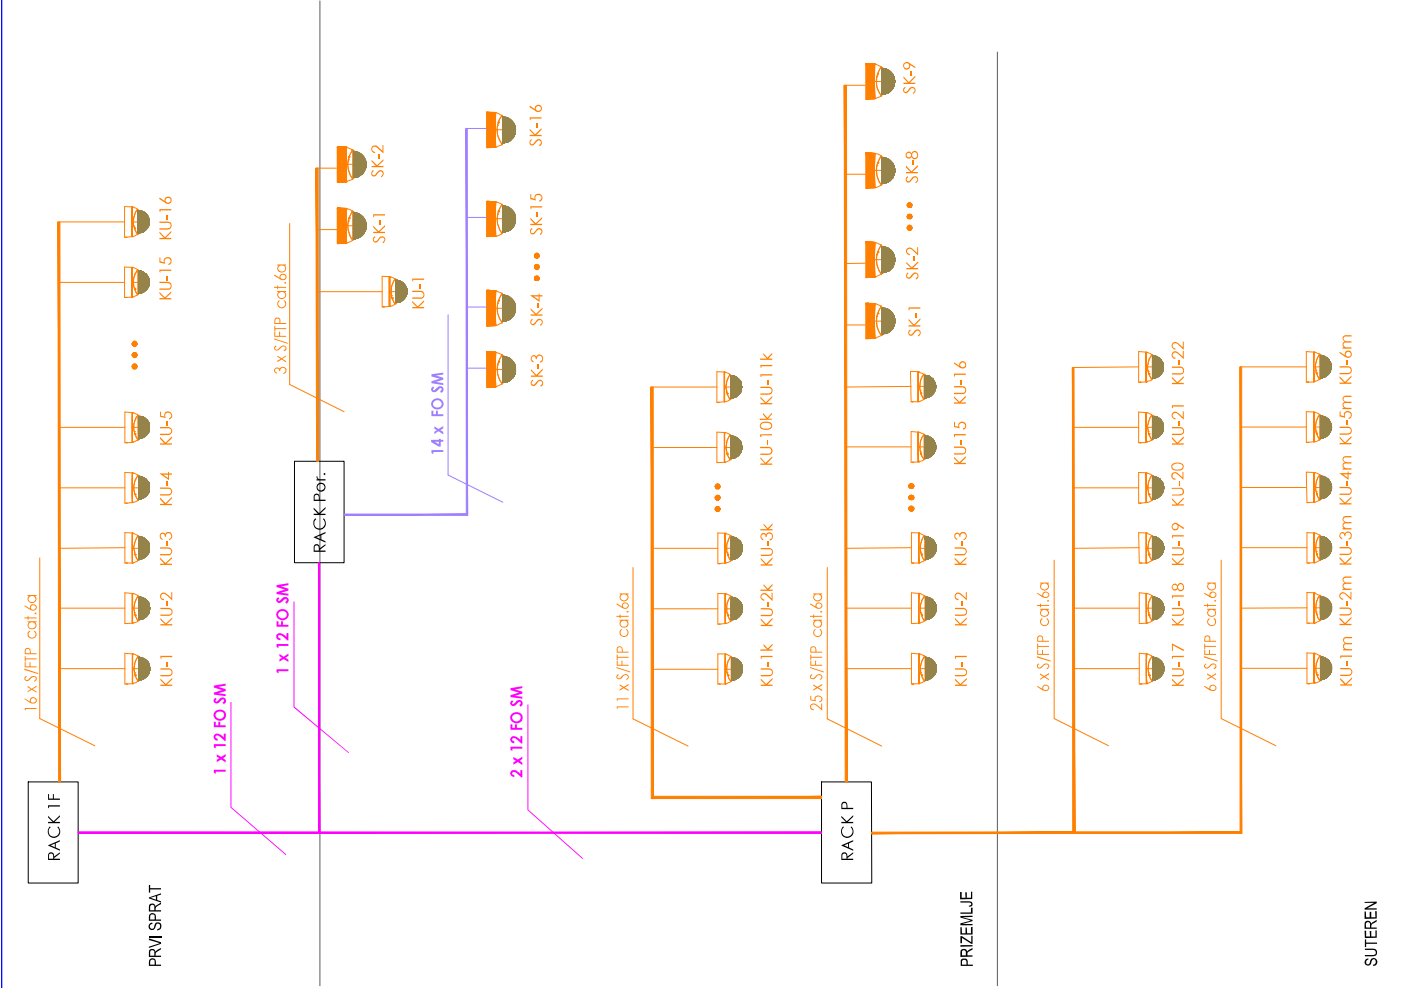 PRVI SPRAT
RACK 1F
16 x S/FTP cat.6a
KU-1
KU-2
KU-3
KU-4
KU-5
KU-15
KU-16
1 x 12 FO SM
1 x 12 FO SM
RACK Por.
3 x S/FTP cat.6a
KU-1
SK-1
SK-2
14 x FO SM
SK-3
SK-4
SK-15
SK-16
2 x 12 FO SM
PRIZEMLJE
RACK P
11 x S/FTP cat.6a
KU-1k
KU-2k
KU-3k
KU-10k
KU-11k
25 x S/FTP cat.6a
KU-1
KU-2
KU-3
KU-15
KU-16
SK-1
SK-2
SK-8
SK-9
SUTEREN
6 x S/FTP cat.6a
KU-17
KU-18
KU-19
KU-20
KU-21
KU-22
6 x S/FTP cat.6a
KU-1m
KU-2m
KU-3m
KU-4m
KU-5m
KU-6m